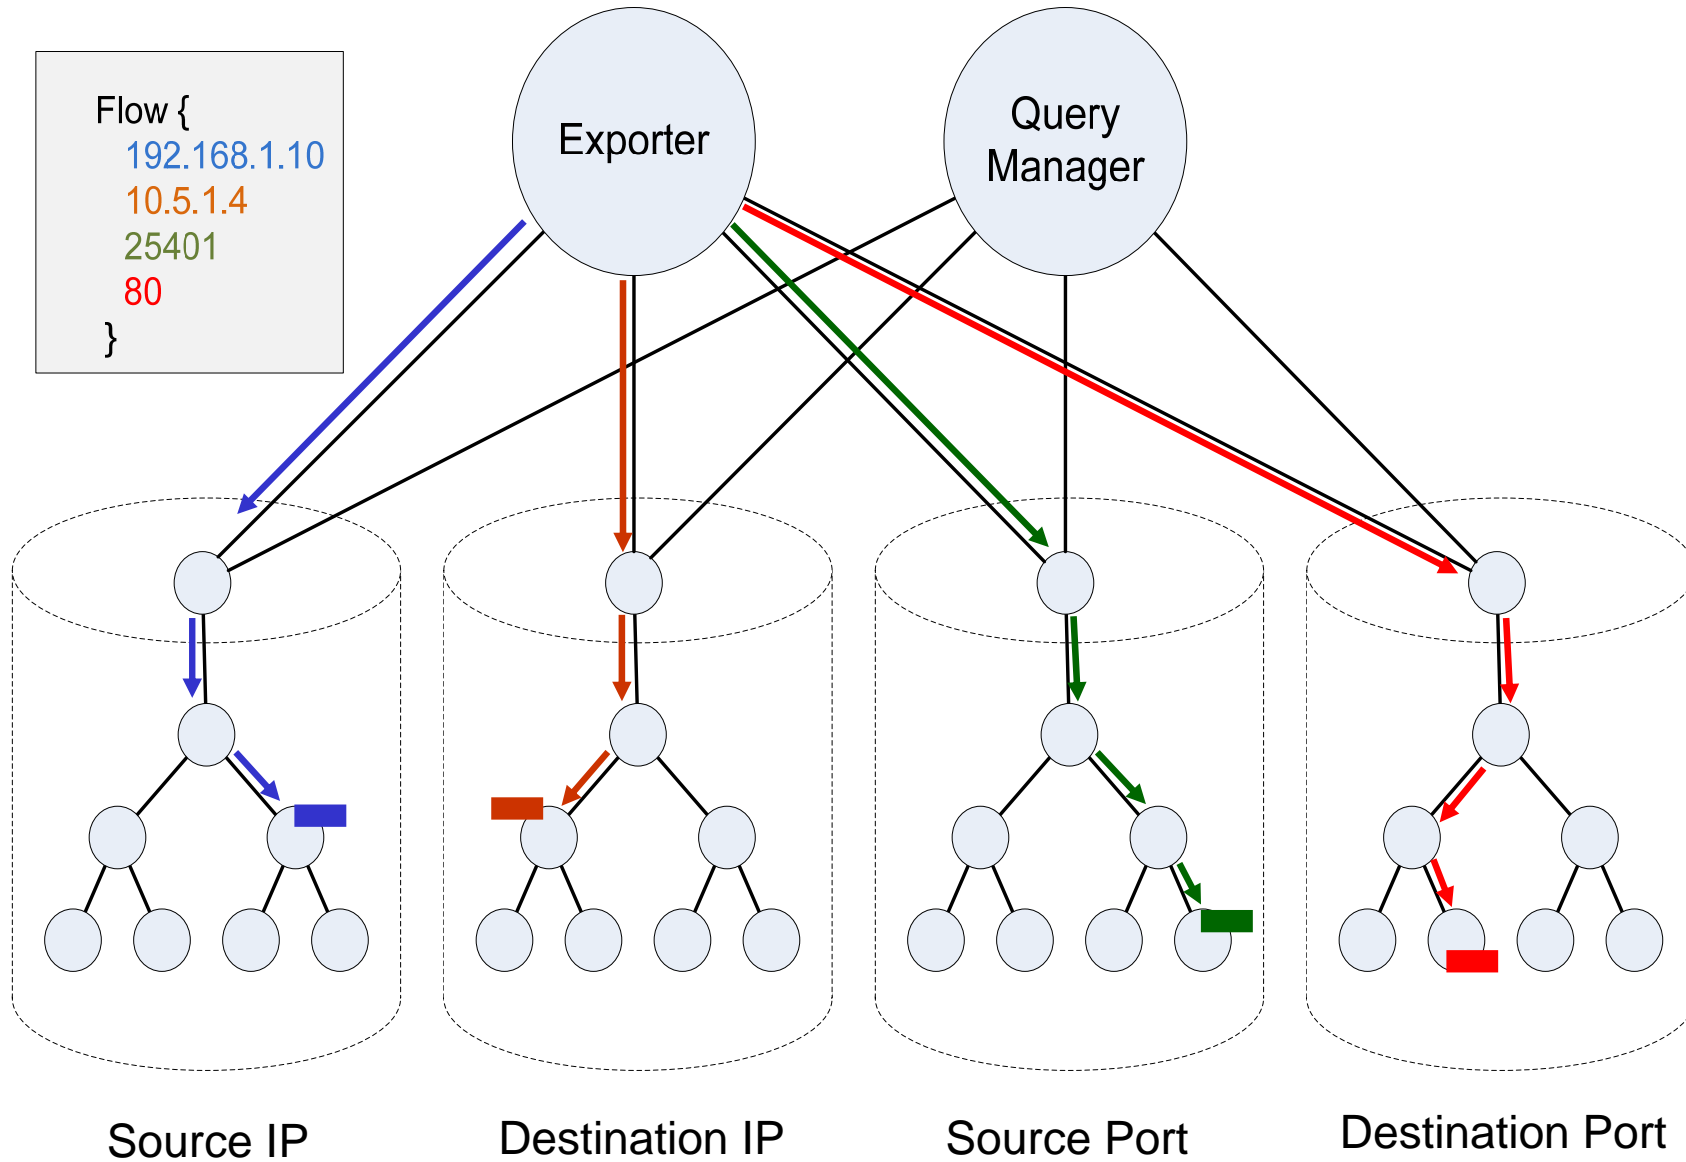 Flow {
192.168.1.10
10.5.1.4
25401
80
}
Exporter
Query
Manager
Source IP
Destination IP
Source Port
Destination Port